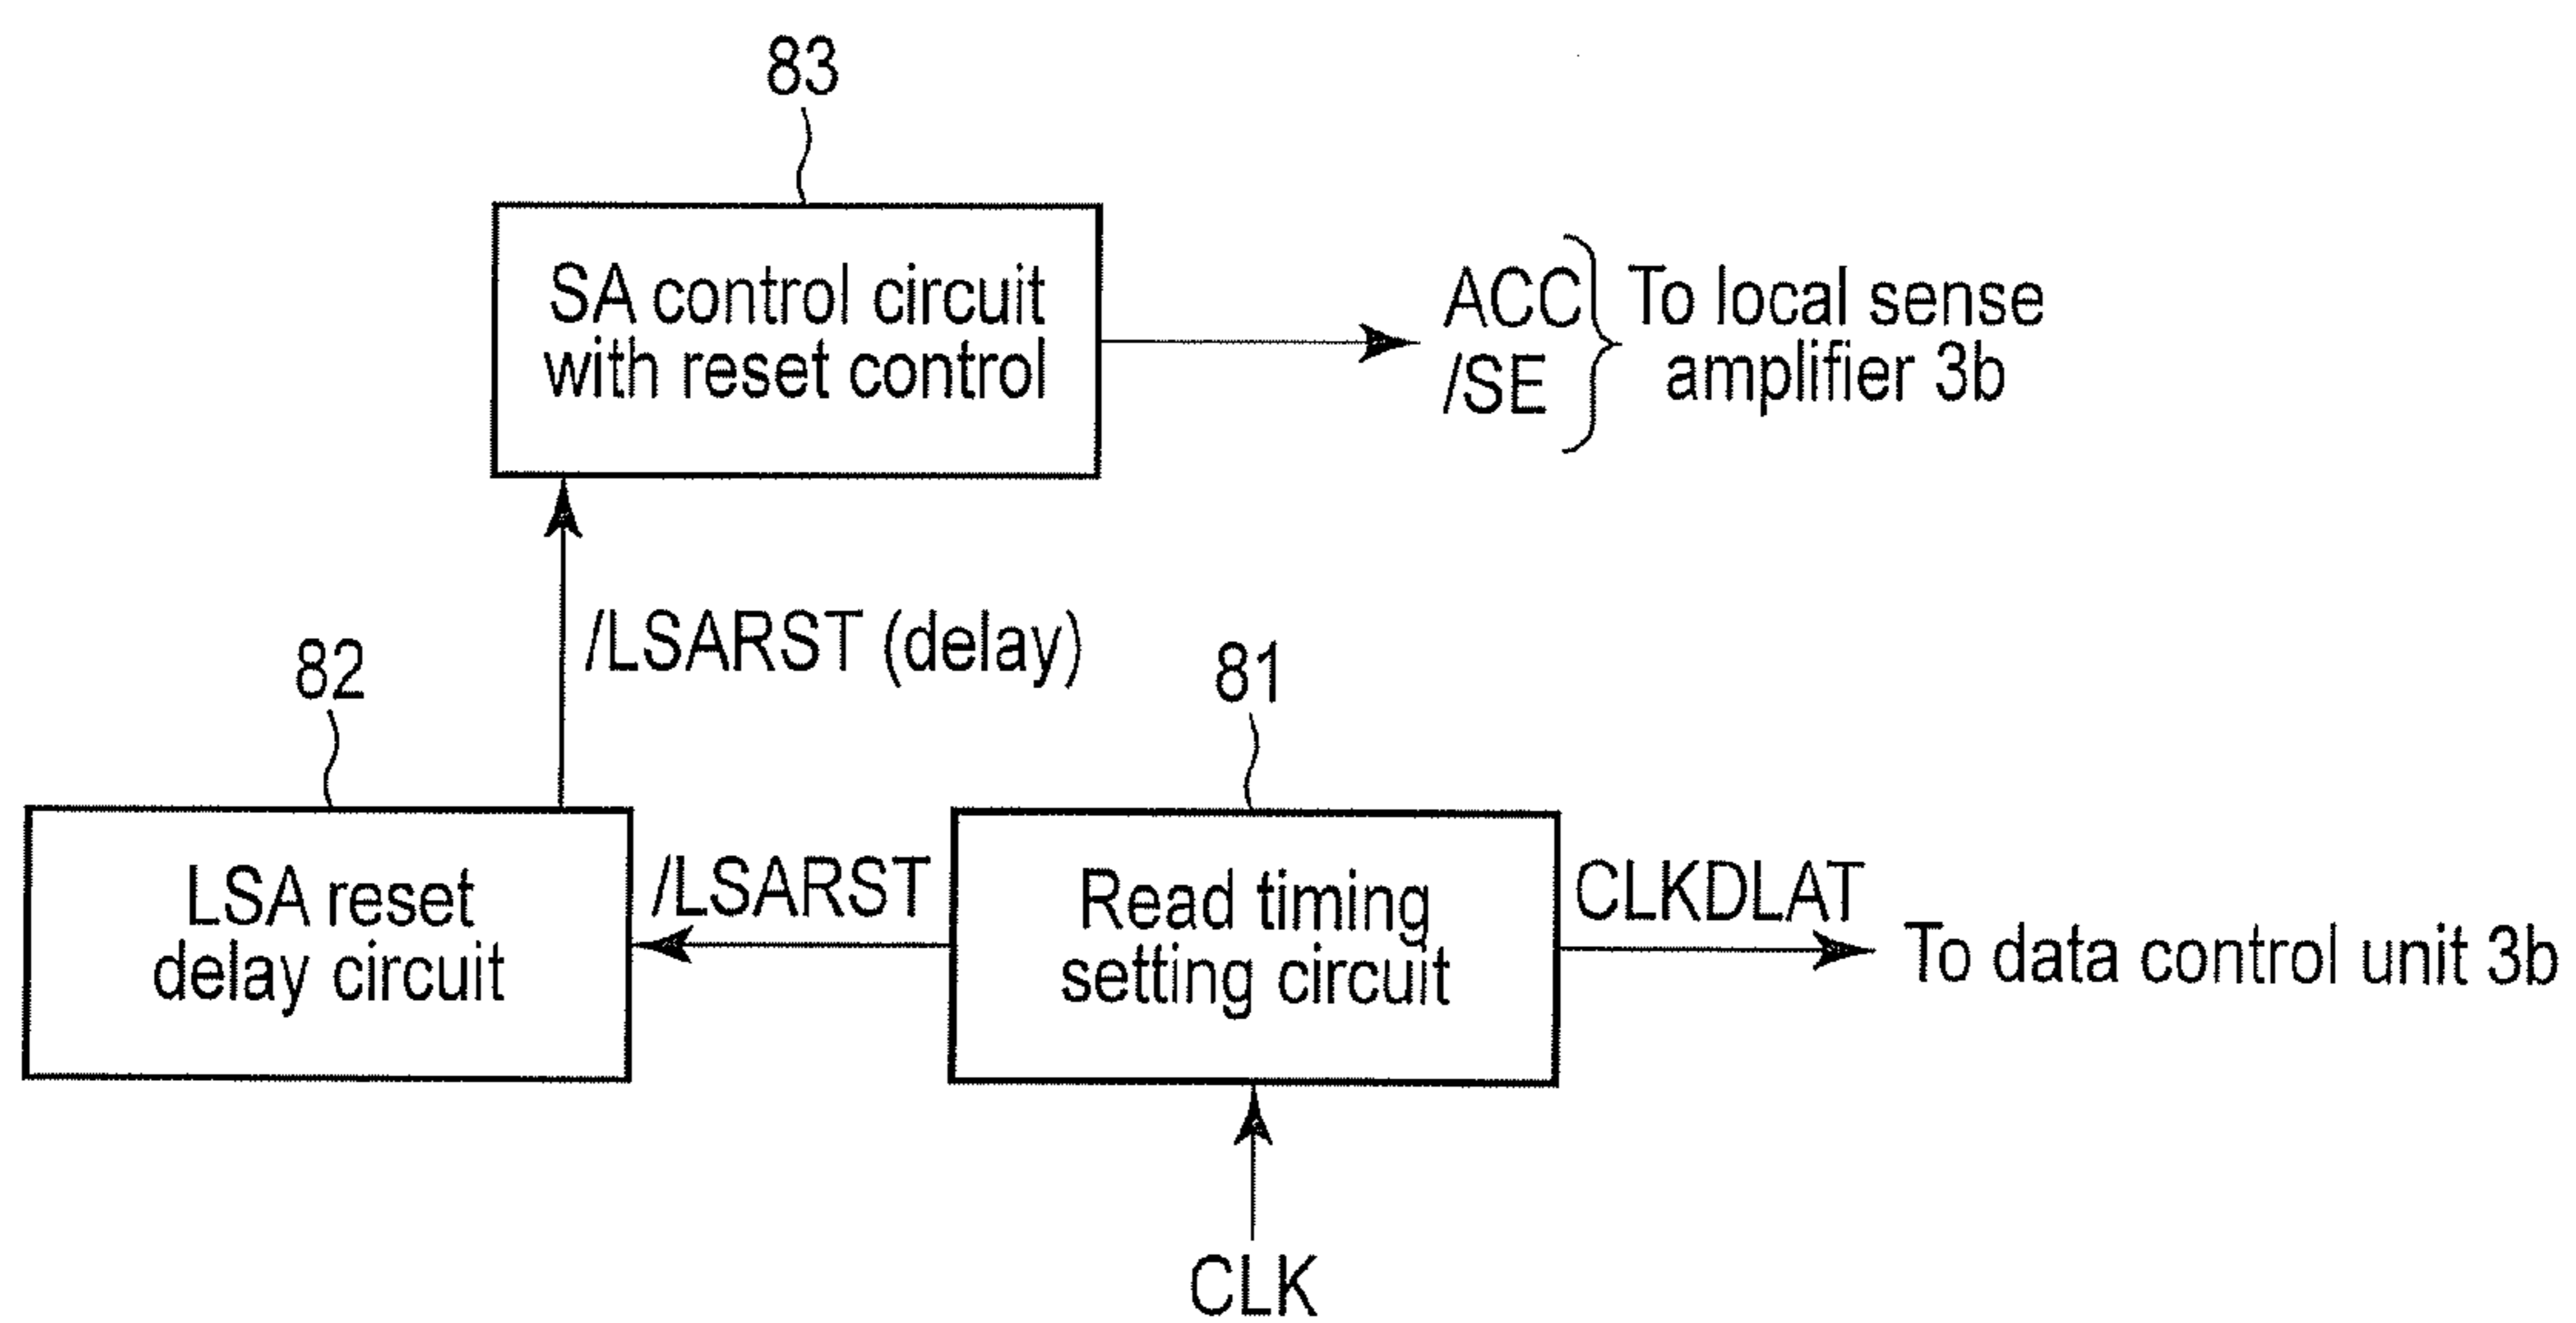 83
SA control circuit
with reset control
ACC
/SE
To local sense
amplifier 3b
/LSARST (delay)
82
81
LSA reset
delay circuit
/LSARST
Read timing
setting circuit
CLKDLAT
To data control unit 3b
CLK